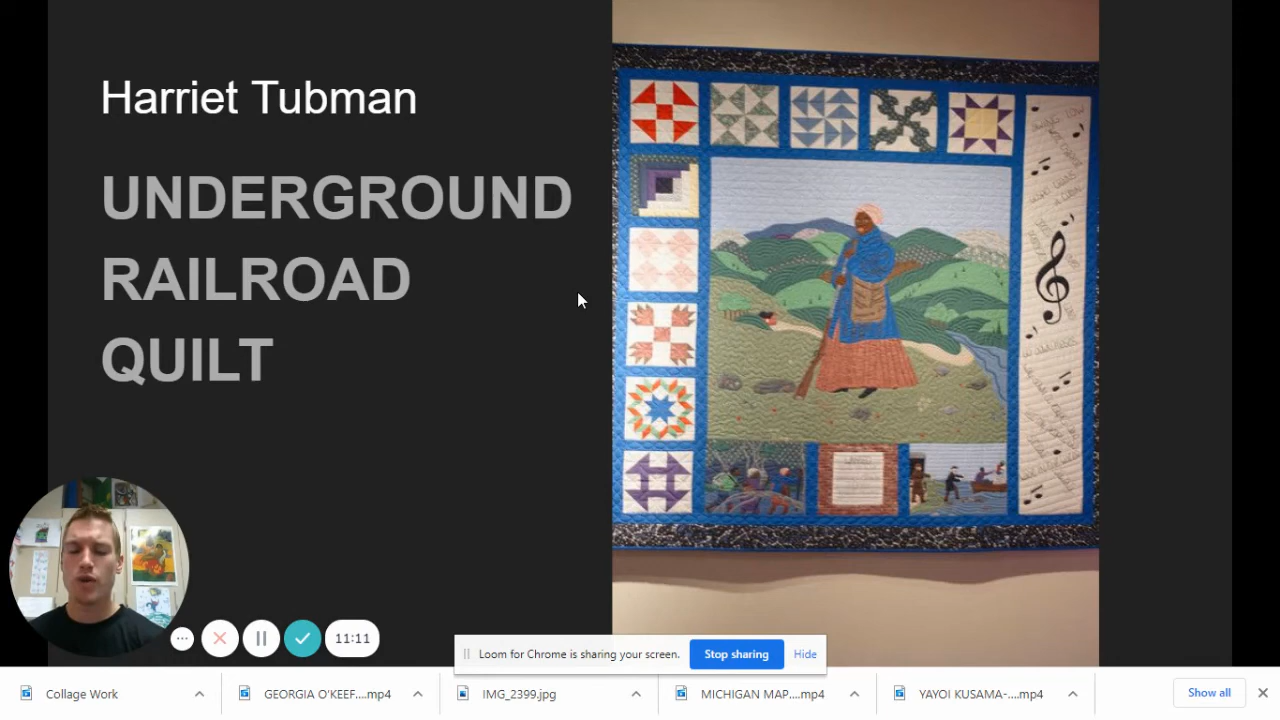 Harriet Tubman
UNDERGROUND
RAILROAD
QUILT
11:11
Loom for Chrome is sharing your screen.
Stop sharing
Hide
Collage Work
GEORGIA O'KEEF....mp4
IMG_2399.jpg
MICHIGAN MAP....mp4
YAYOI KUSAMA-....mp4
Show all